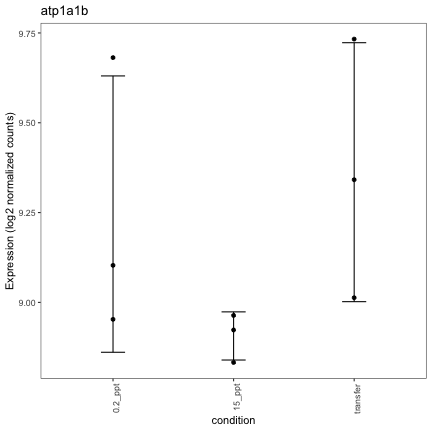 atp1a1b
Expression (log2 normalized counts)
9.75
9.50
9.25
9.00
0.2_ppt
15_ppt
transfer
condition